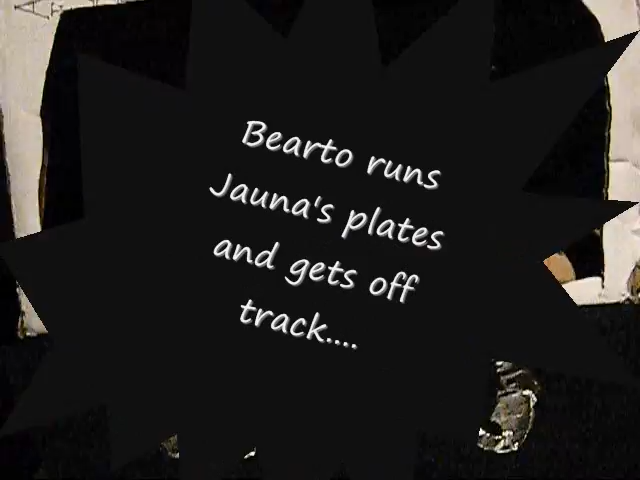 Bearto runs
Jauna's plates
and gets off
track....